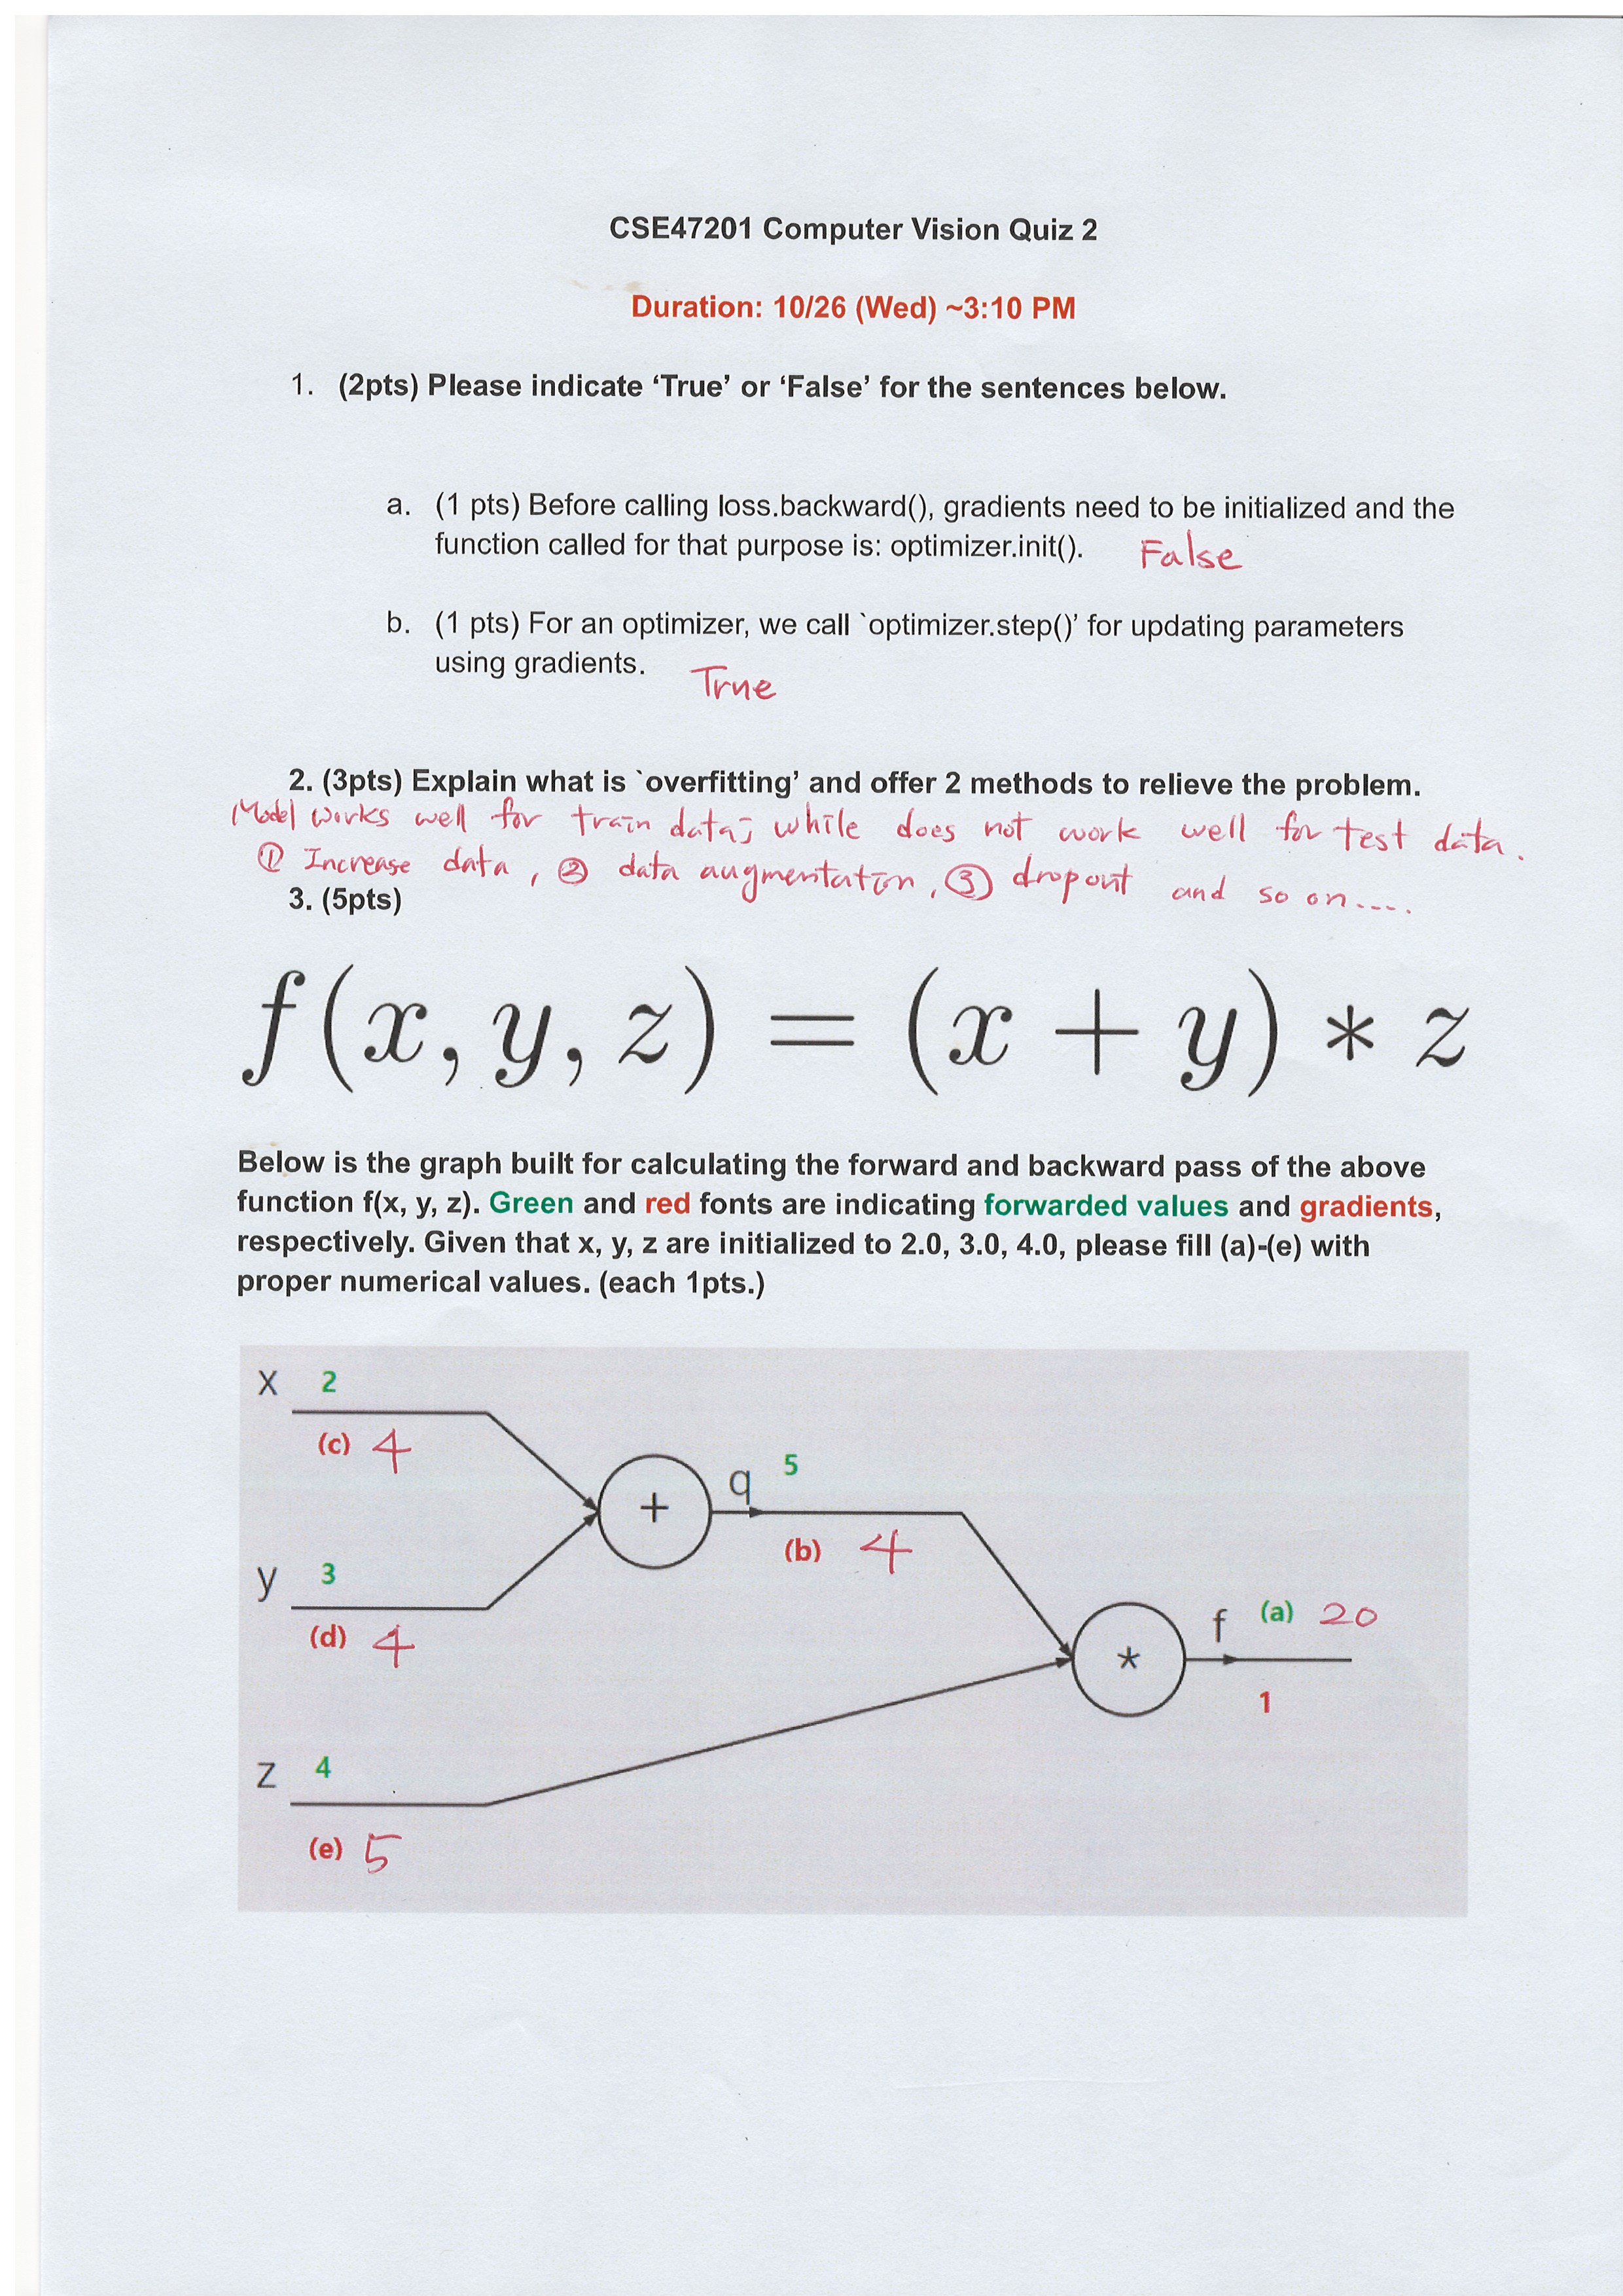 CSE47201 Computer Vision Quiz 2
Duration: 10/26 (Wed) ~3:10 PM
1. (2pts) Please indicate ‘True’ or ‘False’ for the sentences below.
a. (1 pts) Before calling loss.backward(), gradients need to be initialized and the
function called for that purpose is: optimizer.init(). False
b. (1 pts) For an optimizer, we call `optimizer.step()’ for updating parameters
using gradients. True
2. (3pts) Explain what is `overfitting’ and offer 2 methods to relieve the problem.
Model works well for train data; while does not work well for test data.
① Increase data, ② data augmentation, ③ dropout and so on....
3. (5pts)
f(x, y, z) = (x + y) * z
Below is the graph built for calculating the forward and backward pass of the above
function f(x, y, z). Green and red fonts are indicating forwarded values and gradients,
respectively. Given that x, y, z are initialized to 2.0, 3.0, 4.0, please fill (a)-(e) with
proper numerical values. (each 1pts.)
x 2
(c) 4
+
q 5
(b) 4
y 3
(d) 4
f (a) 20
*
1
z 4
(e) 5